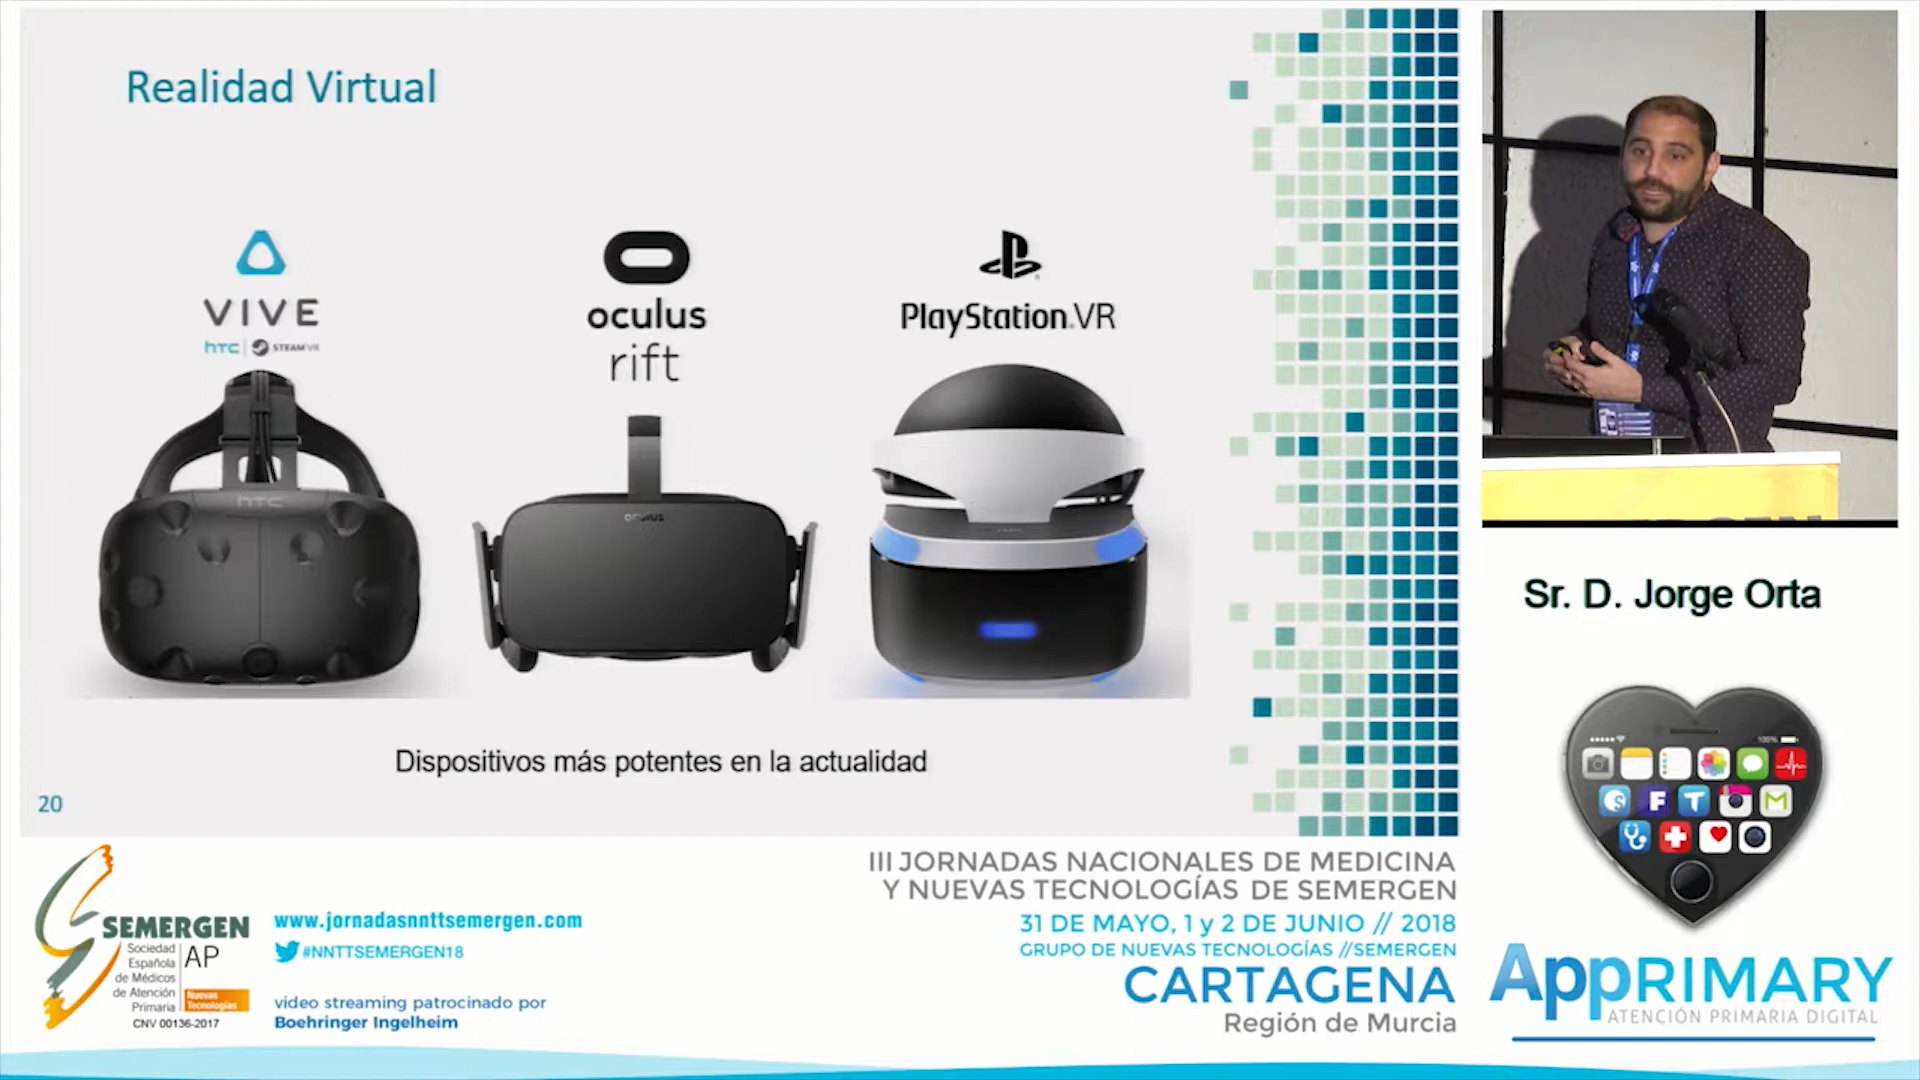 Realidad Virtual
VIVE
htc | STEAMVR
oculus
rift
PlayStation®VR
htc
oculus
Dispositivos más potentes en la actualidad
20
Sr. D. Jorge Orta
100%
SEMERGEN
Sociedad
Española
de Médicos
de Atención
Primaria
AP
Nuevas
Tecnologías
CNV 00136-2017
www.jornadasnnttsemergen.com
#NNTTSEMERGEN18
video streaming patrocinado por
Boehringer Ingelheim
III JORNADAS NACIONALES DE MEDICINA
Y NUEVAS TECNOLOGÍAS DE SEMERGEN
31 DE MAYO, 1 y 2 DE JUNIO // 2018
GRUPO DE NUEVAS TECNOLOGÍAS //SEMERGEN
CARTAGENA
Región de Murcia
AppRIMARY
ATENCIÓN PRIMARIA DIGITAL